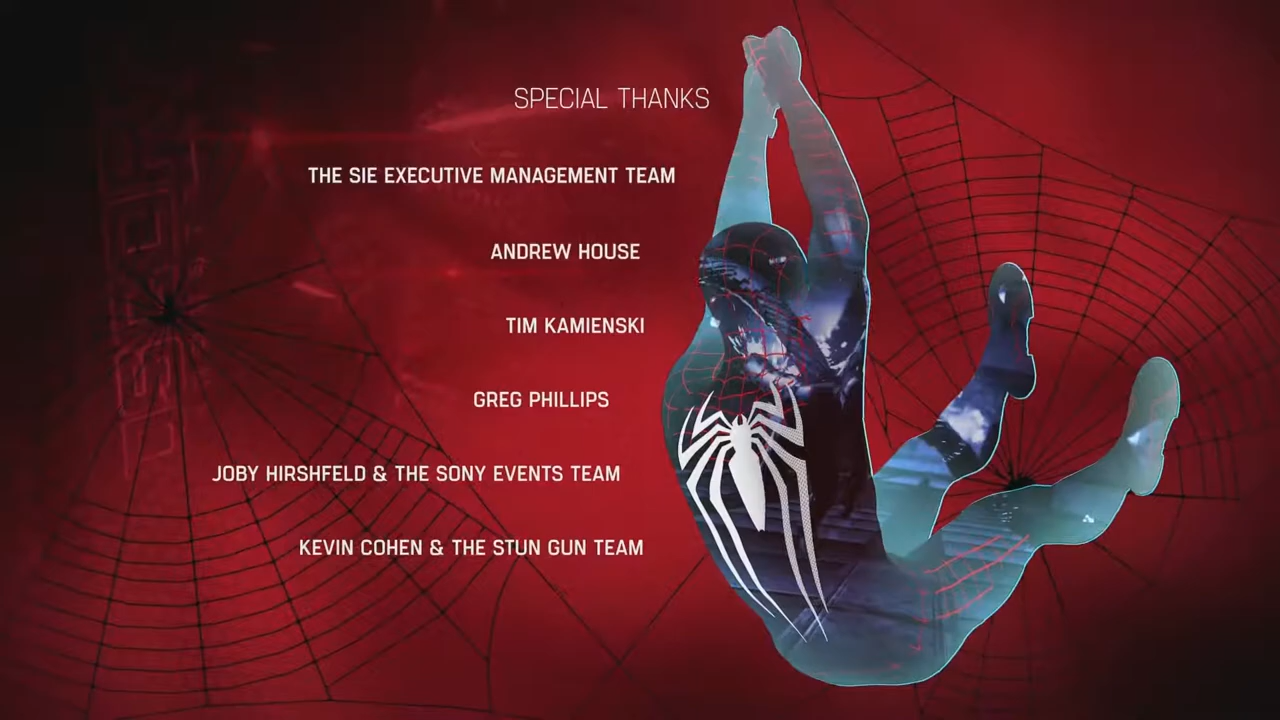 SPECIAL THANKS
THE SIE EXECUTIVE MANAGEMENT TEAM
ANDREW HOUSE
TIM KAMIENSKI
GREG PHILLIPS
JOBY HIRSHFELD & THE SONY EVENTS TEAM
KEVIN COHEN & THE STUN GUN TEAM